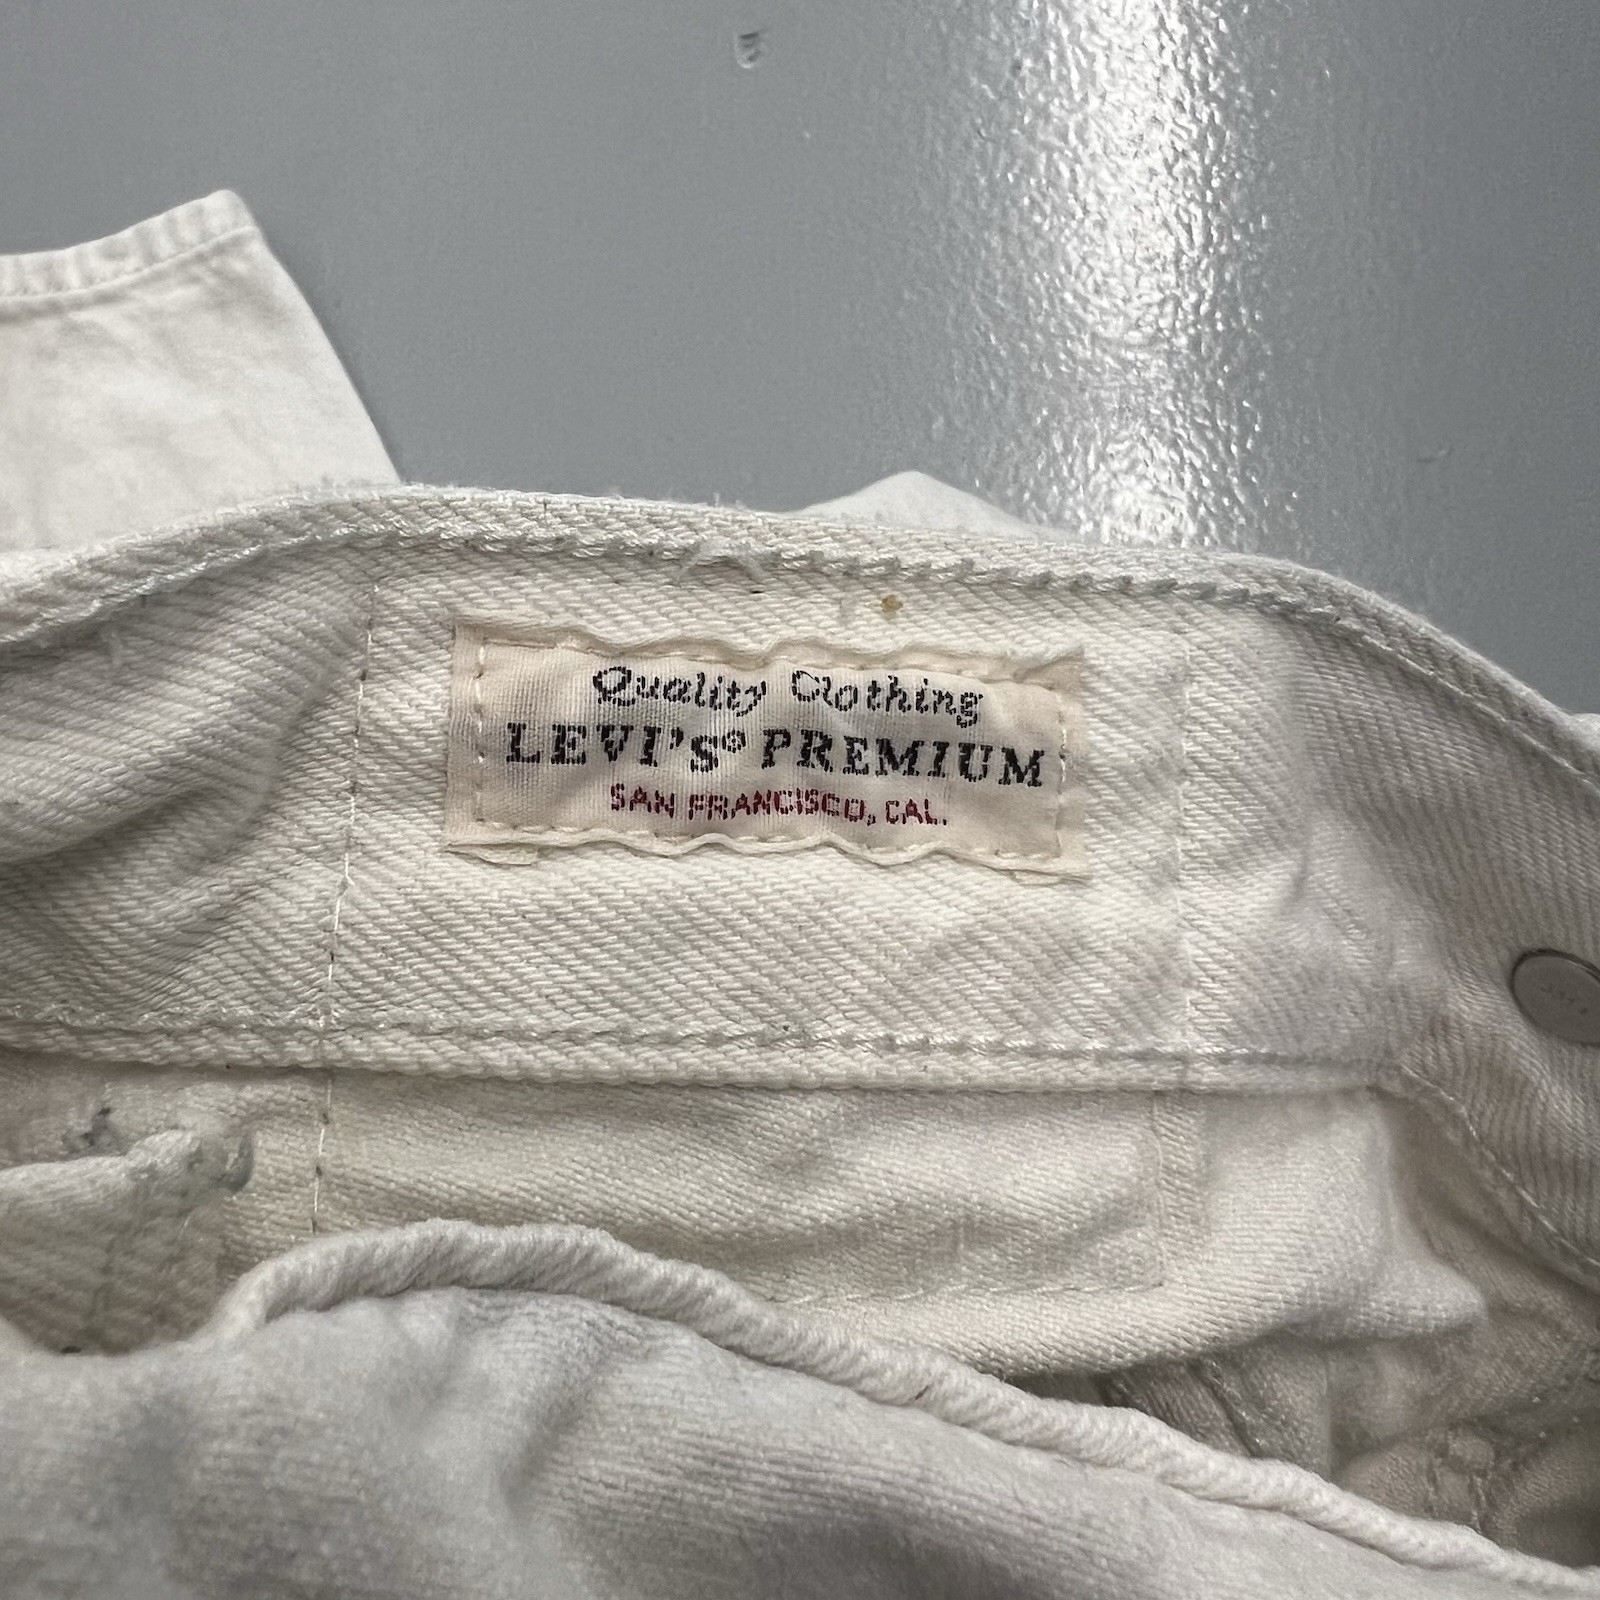 Quality Clothing
LEVI'S® PREMIUM
SAN FRANCISCO, CAL.